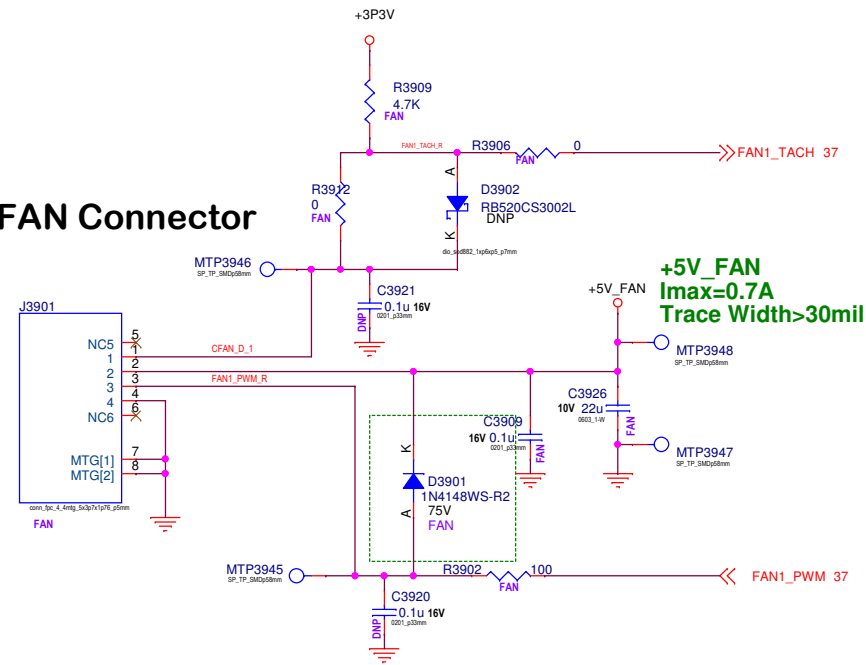 +3P3V
R3909
4.7K
FAN
FAN1_TACH_R
R3906
0
FAN
FAN1_TACH 37
R3912
0
FAN
A
D3902
RB520CS3002L
DNP
K
dio_sod882_1xp6xp5_p7mm
FAN Connector
MTP3946
SP_TP_SMDp58mm
C3921
0.1u 16V
0201_p33mm
DNP
+5V_FAN
+5V_FAN
Imax=0.7A
Trace Width>30mil
J3901
NC5
1
2
3
4
NC6
MTG[1]
MTG[2]
5
1
2
3
4
6
7
8
conn_fpc_4_4mtg_5x3p7x1p76_p5mm
FAN
CFAN_D_1
FAN1_PWM_R
MTP3948
SP_TP_SMDp58mm
C3926
10V 22u
0603_1-W
FAN
C3909
16V 0.1u
0201_p33mm
FAN
MTP3947
SP_TP_SMDp58mm
K
D3901
1N4148WS-R2
A
75V
FAN
MTP3945
SP_TP_SMDp58mm
R3902
100
FAN
FAN1_PWM 37
C3920
0.1u 16V
0201_p33mm
DNP